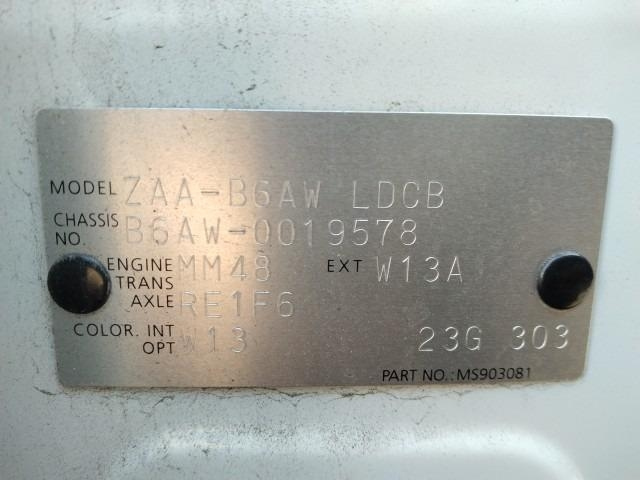 MODEL ZAA-B6AW LDCB
CHASSIS NO. B6AW-0019578
ENGINE MM48 EXT W13A
TRANS AXLE RE1F6
COLOR. INT OPT W13 23G 303
PART NO.:MS903081